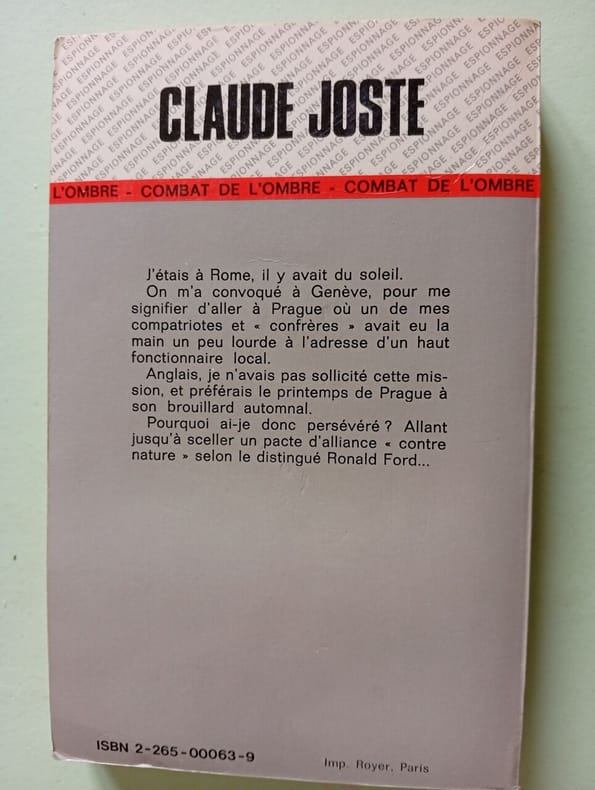 CLAUDE JOSTE
L'OMBRE - COMBAT DE L'OMBRE - COMBAT DE L'OMBRE
J'étais à Rome, il y avait du soleil.
On m'a convoqué à Genève, pour me
signifier d'aller à Prague où un de mes
compatriotes et « confrères » avait eu la
main un peu lourde à l'adresse d'un haut
fonctionnaire local.
Anglais, je n'avais pas sollicité cette mis-
sion, et préférais le printemps de Prague à
son brouillard automnal.
Pourquoi ai-je donc persévéré ? Allant
jusqu'à sceller un pacte d'alliance « contre
nature » selon le distingué Ronald Ford...
ISBN 2-265-00063-9
Imp. Royer, Paris